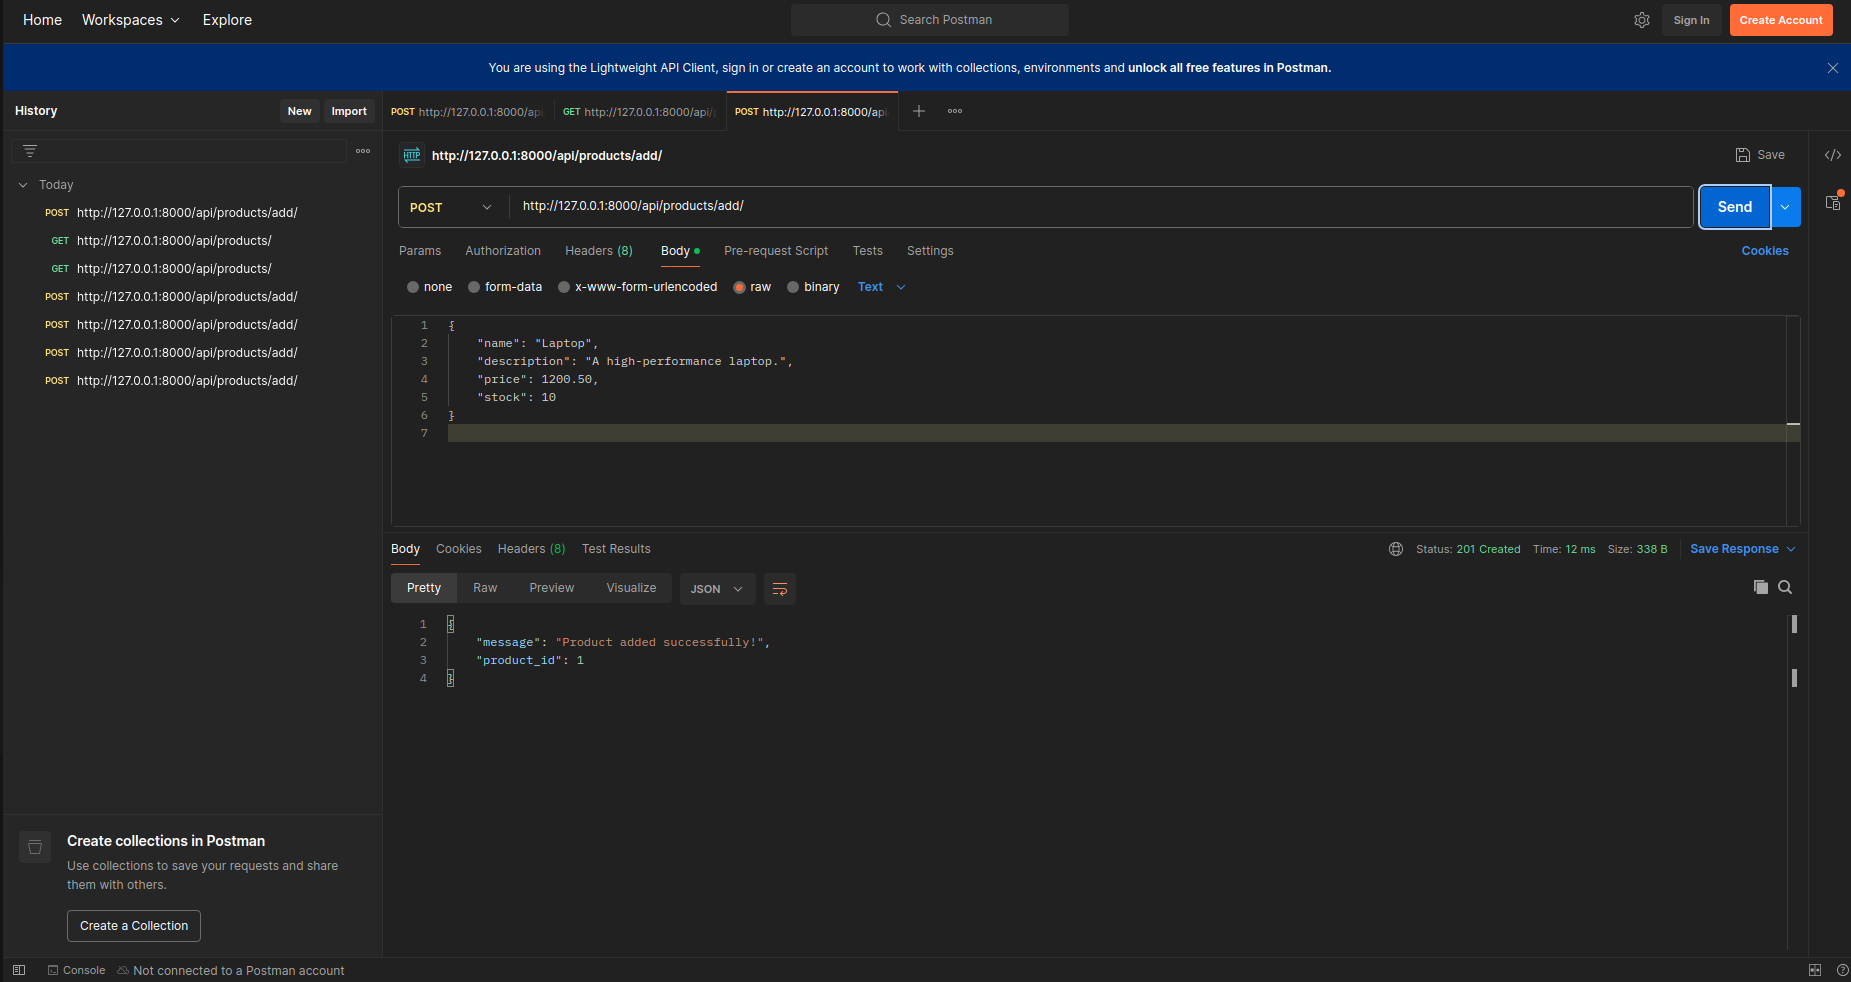 Home Workspaces Explore Search Postman Sign In Create Account
You are using the Lightweight API Client, sign in or create an account to work with collections, environments and unlock all free features in Postman.
History New Import
POST http://127.0.0.1:8000/api GET http://127.0.0.1:8000/api/ POST http://127.0.0.1:8000/api
HTTP http://127.0.0.1:8000/api/products/add/ Save
Today
POST http://127.0.0.1:8000/api/products/add/
GET http://127.0.0.1:8000/api/products/
GET http://127.0.0.1:8000/api/products/
POST http://127.0.0.1:8000/api/products/add/
POST http://127.0.0.1:8000/api/products/add/
POST http://127.0.0.1:8000/api/products/add/
POST http://127.0.0.1:8000/api/products/add/
POST http://127.0.0.1:8000/api/products/add/ Send
Params Authorization Headers (8) Body Pre-request Script Tests Settings Cookies
none form-data x-www-form-urlencoded raw binary Text
1 {
2 "name": "Laptop",
3 "description": "A high-performance laptop.",
4 "price": 1200.50,
5 "stock": 10
6 }
7
Body Cookies Headers (8) Test Results Status: 201 Created Time: 12 ms Size: 338 B Save Response
Pretty Raw Preview Visualize JSON
1 {
2 "message": "Product added successfully!",
3 "product_id": 1
4 }
Create collections in Postman
Use collections to save your requests and share
them with others.
Create a Collection
Console Not connected to a Postman account